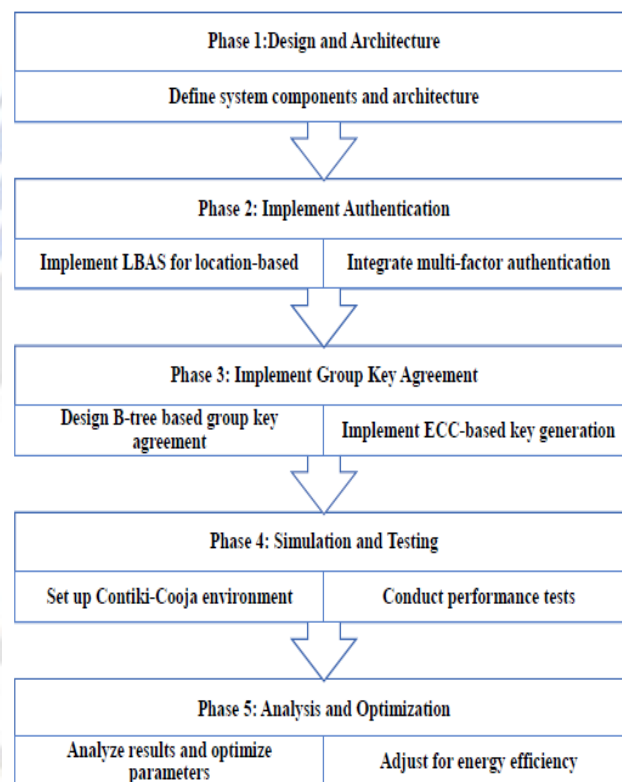 Phase 1:Design and Architecture
Define system components and architecture
Phase 2: Implement Authentication
Implement LBAS for location-based
Integrate multi-factor authentication
Phase 3: Implement Group Key Agreement
Design B-tree based group key
agreement
Implement ECC-based key generation
Phase 4: Simulation and Testing
Set up Contiki-Cooja environment
Conduct performance tests
Phase 5: Analysis and Optimization
Analyze results and optimize
parameters
Adjust for energy efficiency